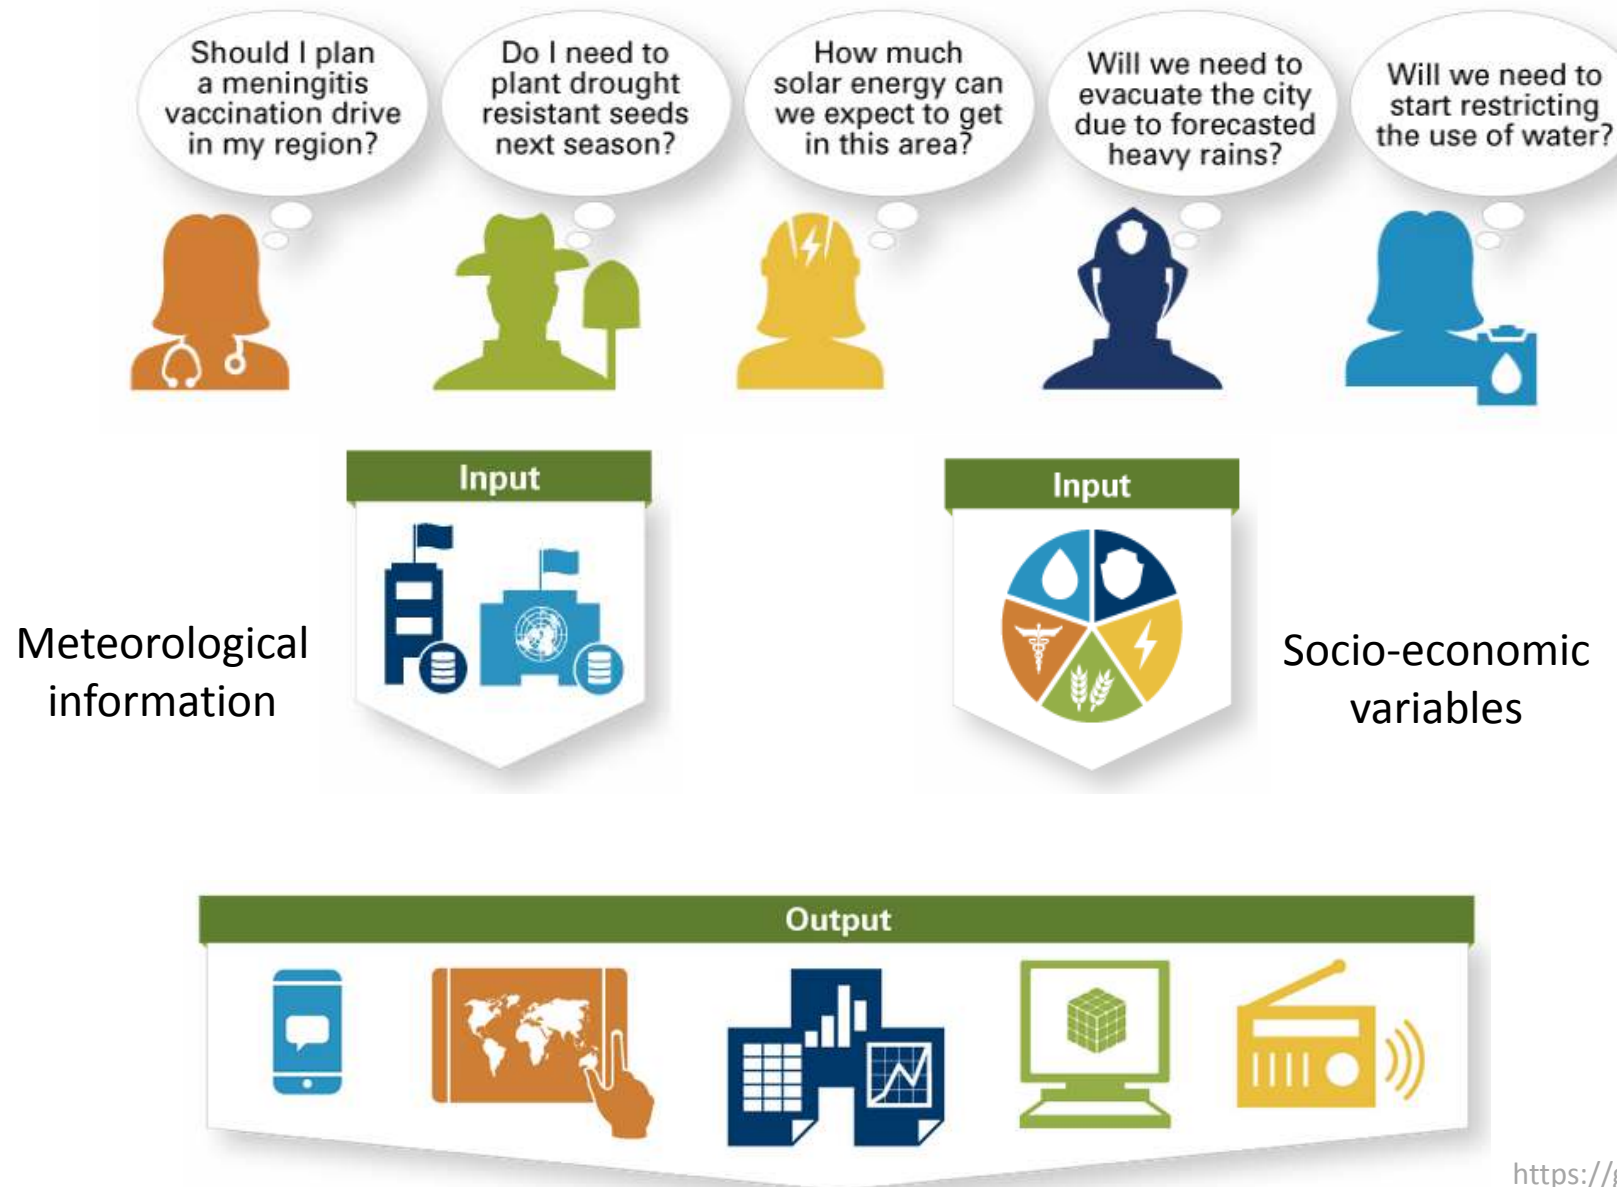 Should I plan
a meningitis
vaccination drive
in my region?
Do I need to
plant drought
resistant seeds
next season?
How much
solar energy can
we expect to get
in this area?
Will we need to
evacuate the city
due to forecasted
heavy rains?
Will we need to
start restricting
the use of water?
Input
Input
Meteorological
information
Socio-economic
variables
Output
https://g